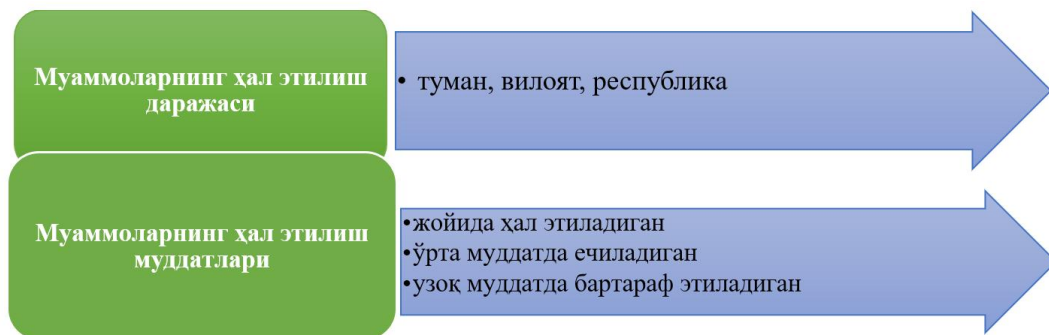 Муаммоларнинг ҳал этилиш
даражаси
• туман, вилоят, республика
Муаммоларнинг ҳал этилиш
муддатлари
•жойида ҳал этиладиган
•ўрта муддатда ечиладиган
•узоқ муддатда бартараф этиладиган